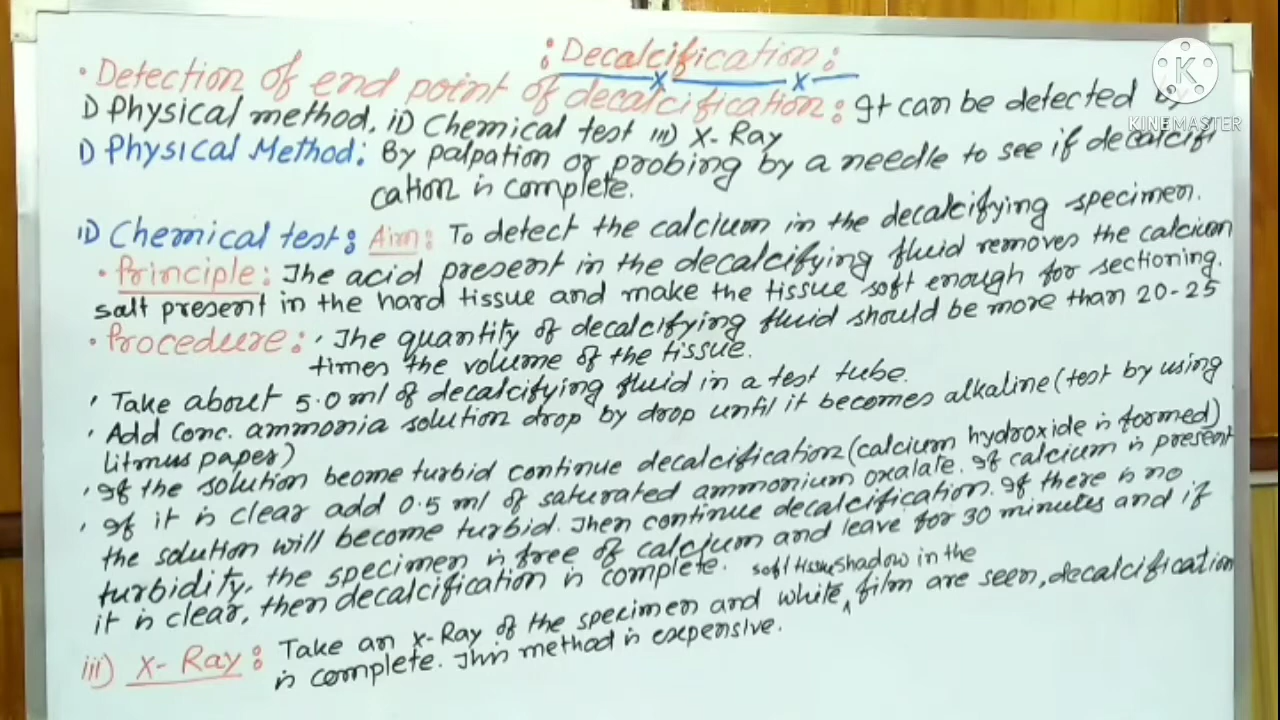 : Decalcification :
• Detection of end point of decalcification : It can be detected by
I) Physical method, ii) Chemical test iii) X-Ray
I) Physical Method : By palpation or probing by a needle to see if decalcifi
cation is complete.
ii) Chemical test : Aim : To detect the calcium in the decalcifying specimen.
• Principle : The acid present in the decalcifying fluid removes the calcium
salt present in the hard tissue and make the tissue soft enough for sectioning.
• Procedure : • The quantity of decalcifying fluid should be more than 20-25
times the volume of the tissue.
• Take about 5.0 ml of decalcifying fluid in a test tube.
• Add conc. ammonia solution drop by drop until it becomes alkaline (test by using
litmus paper)
• If the solution beome turbid continue decalcification (calcium hydroxide is formed)
• If it is clear add 0.5 ml of saturated ammonium oxalate. If calcium is present
the solution will become turbid. Then continue decalcification. If there is no
turbidity, the specimen is free of calcium and leave for 30 minutes and if
it is clear, then decalcification is complete.
iii) X-Ray : Take an X-Ray of the specimen and white soft tissue shadow in the film are seen, decalcification
is complete. This method is expensive.
K
KINEMASTER